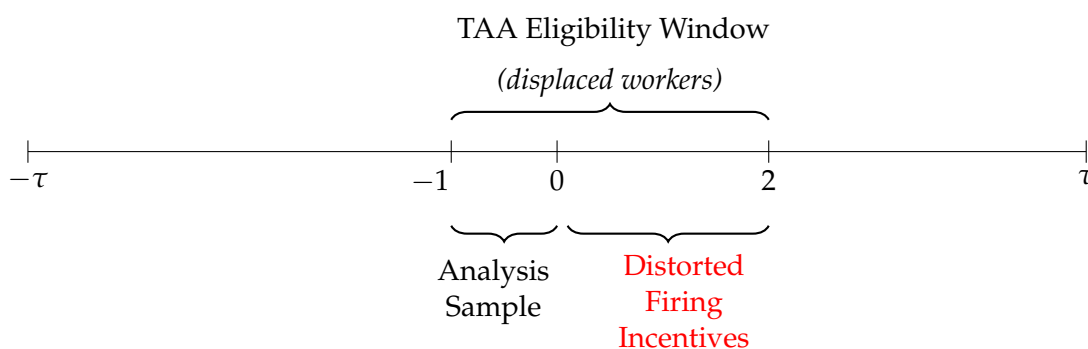 TAA Eligibility Window
(displaced workers)
−τ −1 0 2 τ
Analysis
Sample
Distorted
Firing
Incentives